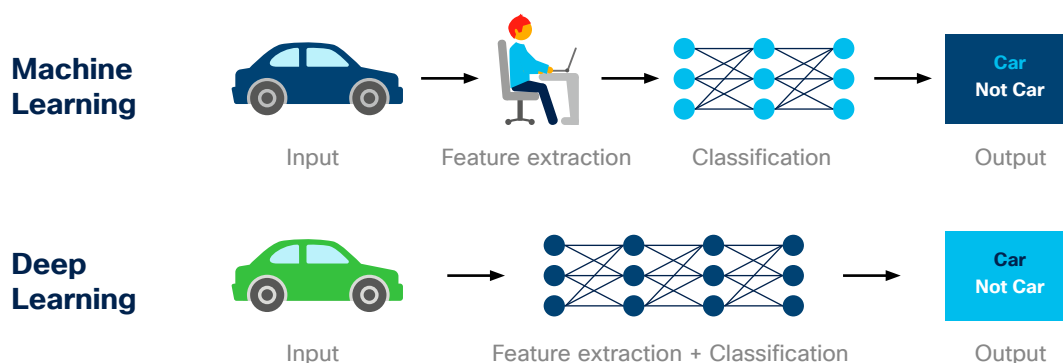 Machine
Learning
Car
Not Car
Input
Feature extraction
Classification
Output
Deep
Learning
Car
Not Car
Input
Feature extraction + Classification
Output